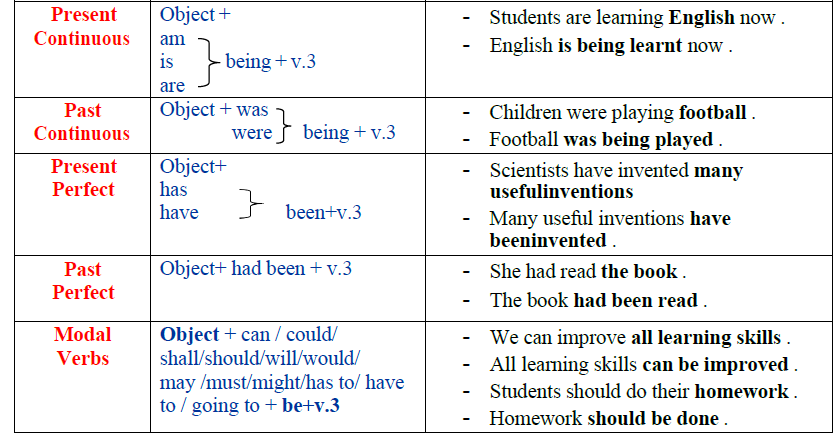 Present
Continuous
Object +
am
is
are
being + v.3
- Students are learning English now .
- English is being learnt now .
Past
Continuous
Object + was
were
being + v.3
- Children were playing football .
- Football was being played .
Present
Perfect
Object+
has
have
been+v.3
- Scientists have invented many
usefulinventions
- Many useful inventions have
beeninvented .
Past
Perfect
Object+ had been + v.3
- She had read the book .
- The book had been read .
Modal
Verbs
Object + can / could/
shall/should/will/would/
may /must/might/has to/ have
to / going to + be+v.3
- We can improve all learning skills .
- All learning skills can be improved .
- Students should do their homework .
- Homework should be done .